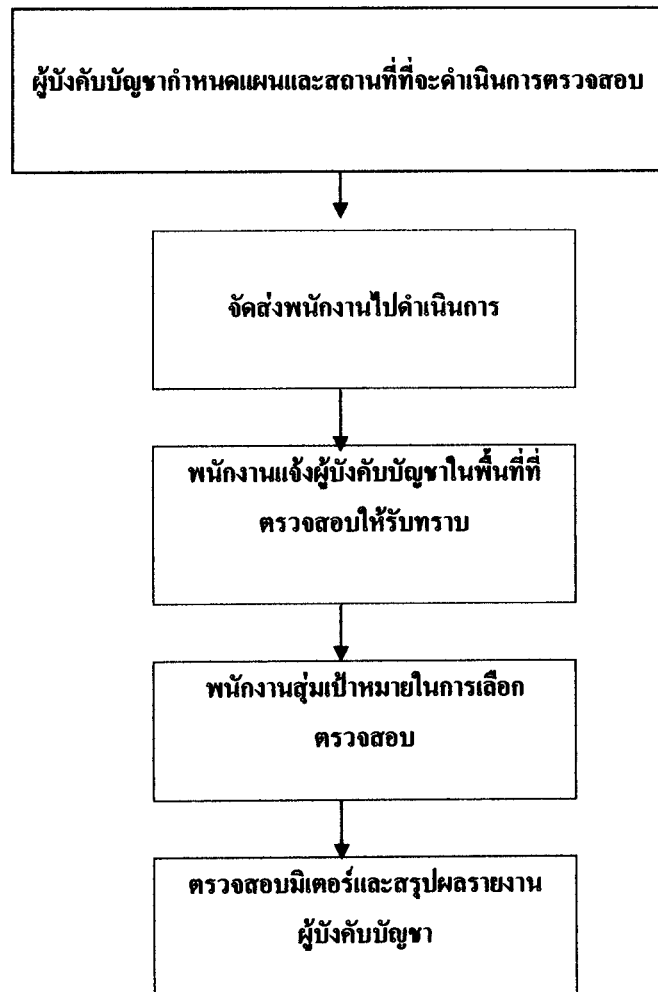 ผู้บังคับบัญชากำหนดแผนและสถานที่ที่จะดำเนินการตรวจสอบ
จัดส่งพนักงานไปดำเนินการ
พนักงานแจ้งผู้บังคับบัญชาในพื้นที่ที่
ตรวจสอบให้รับทราบ
พนักงานสุ่มเป้าหมายในการเลือก
ตรวจสอบ
ตรวจสอบมิเตอร์และสรุปผลรายงาน
ผู้บังคับบัญชา